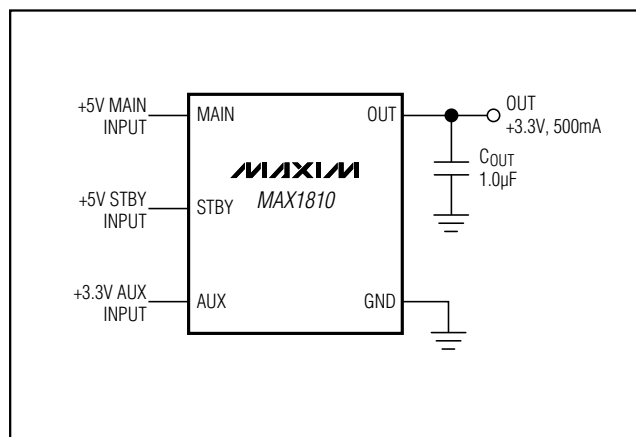 +5V MAIN
INPUT
MAIN
OUT
OUT
+3.3V, 500mA
MAXIM
MAX1810
COUT
1.0µF
+5V STBY
INPUT
STBY
+3.3V AUX
INPUT
AUX
GND